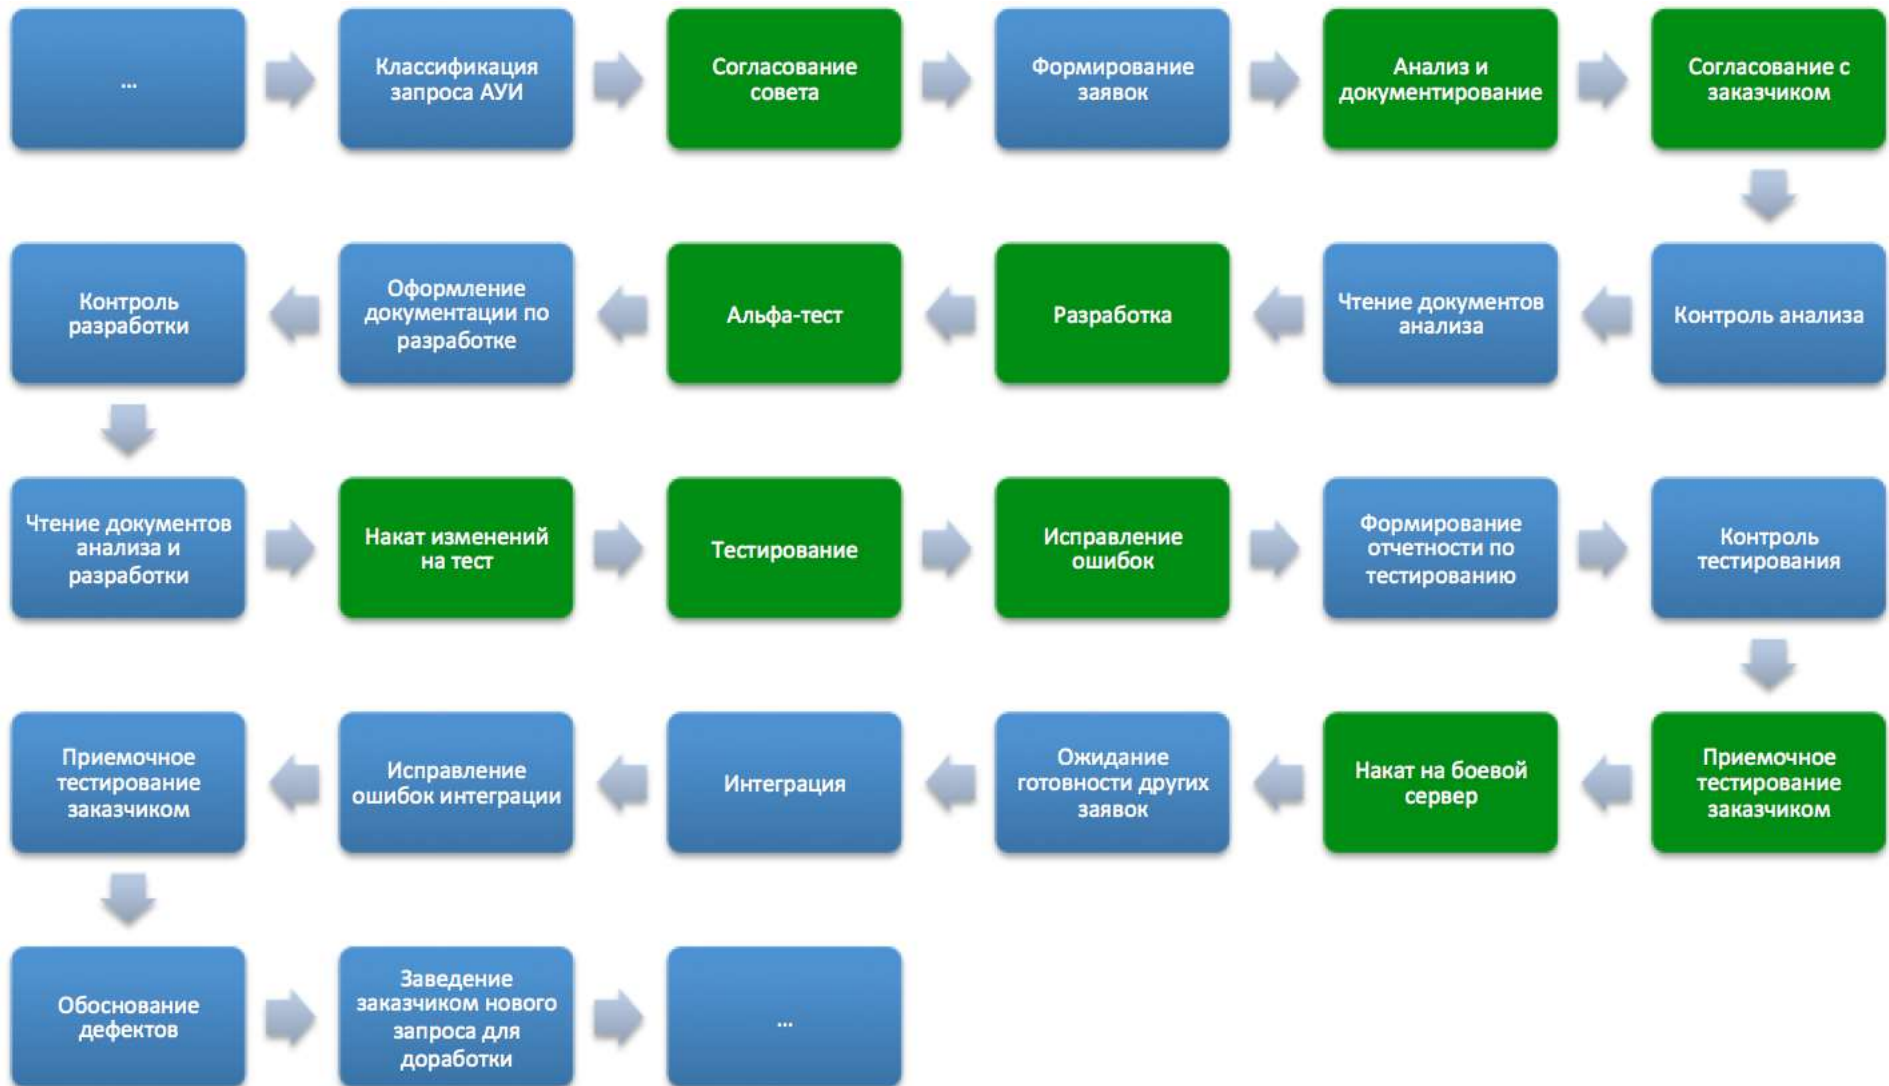 ...
Классификация
запроса АУИ
Согласование
совета
Формирование
заявок
Анализ и
документирование
Согласование с
заказчиком
Контроль анализа
Чтение документов
анализа
Разработка
Альфа-тест
Оформление
документации по
разработке
Контроль
разработки
Чтение документов
анализа и
разработки
Накат изменений
на тест
Тестирование
Исправление
ошибок
Формирование
отчетности по
тестированию
Контроль
тестирования
Приемочное
тестирование
заказчиком
Накат на боевой
сервер
Ожидание
готовности других
заявок
Интеграция
Исправление
ошибок интеграции
Приемочное
тестирование
заказчиком
Обоснование
дефектов
Заведение
заказчиком нового
запроса для
доработки
...